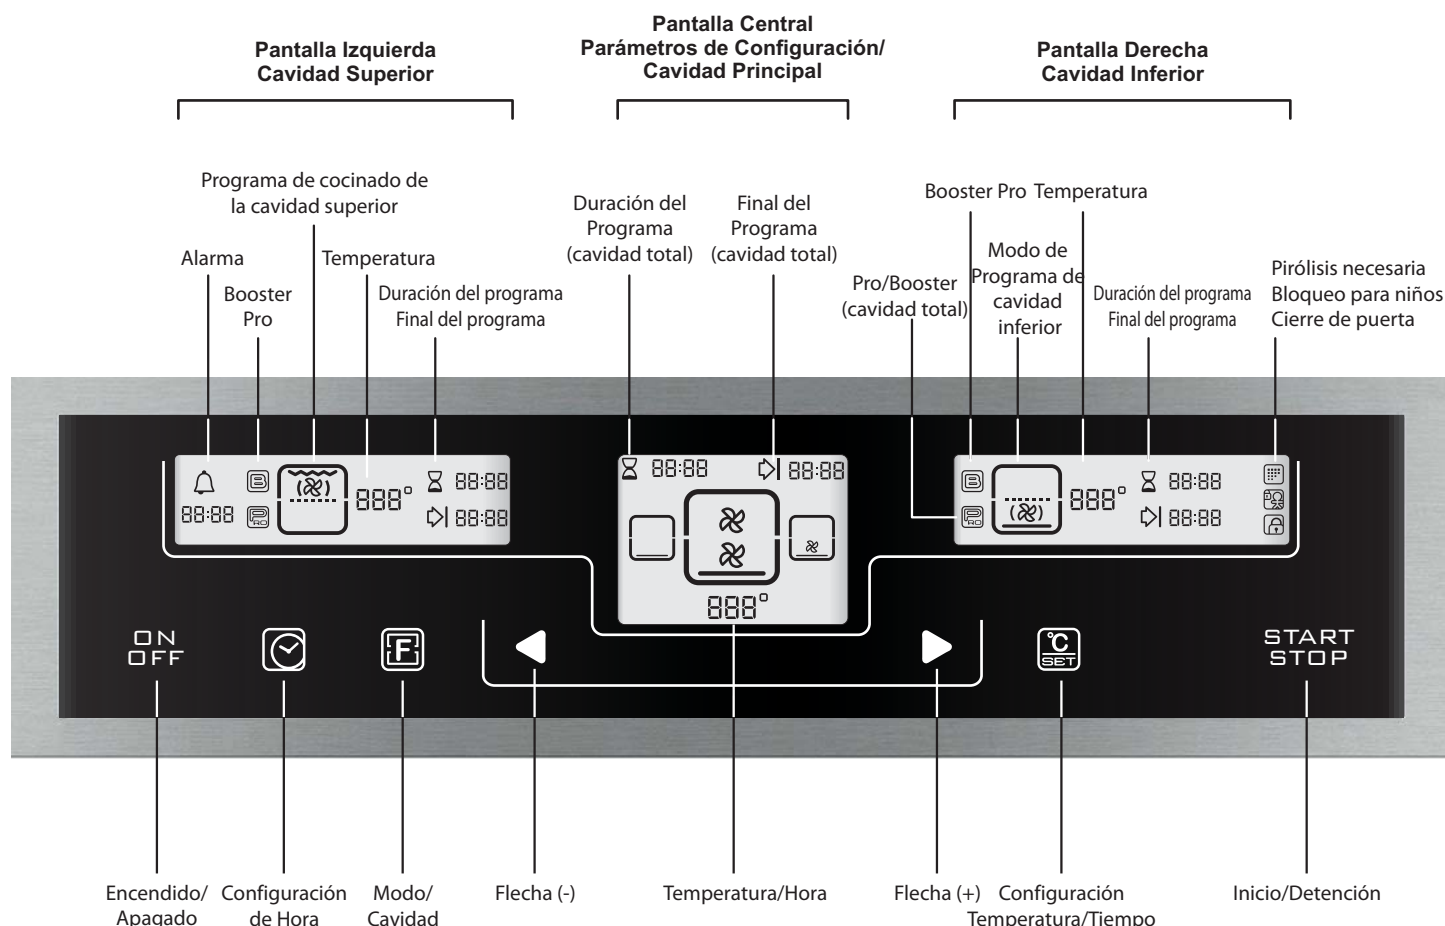 Pantalla Izquierda
Cavidad Superior
Pantalla Central
Parámetros de Configuración/
Cavidad Principal
Pantalla Derecha
Cavidad Inferior
Programa de cocinado de
la cavidad superior
Alarma
Booster
Pro
Temperatura
Duración del programa
Final del programa
Duración del
Programa
(cavidad total)
Final del
Programa
(cavidad total)
Pro/Booster
(cavidad total)
Booster Pro
Temperatura
Modo de
Programa de
cavidad
inferior
Duración del programa
Final del programa
Pirólisis necesaria
Bloqueo para niños
Cierre de puerta
88:88
B
PRO
888°
88:88
88:88
88:88
88:88
888°
B
PRO
888°
88:88
88:88
ON
OFF
F
°C
SET
START
STOP
Encendido/
Apagado
Configuración
de Hora
Modo/
Cavidad
Flecha (-)
Temperatura/Hora
Flecha (+)
Configuración
Temperatura/Tiempo
Inicio/Detención